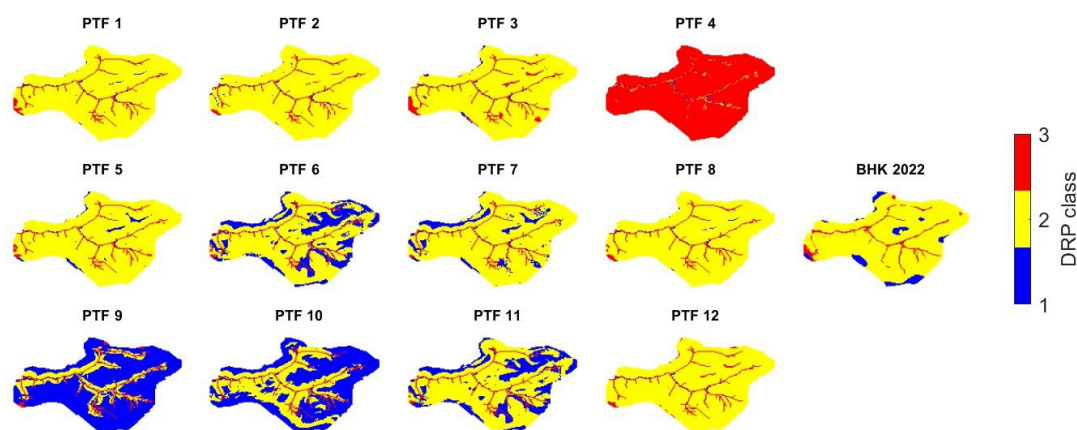 PTF 1
PTF 2
PTF 3
PTF 4
PTF 5
PTF 6
PTF 7
PTF 8
BHK 2022
PTF 9
PTF 10
PTF 11
PTF 12
3
2
1
DRP class